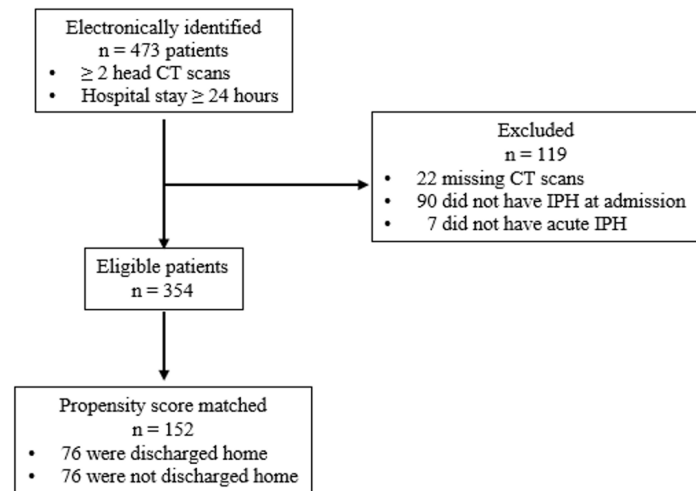 Electronically identified
n = 473 patients
• ≥ 2 head CT scans
• Hospital stay ≥ 24 hours
Excluded
n = 119
• 22 missing CT scans
• 90 did not have IPH at admission
• 7 did not have acute IPH
Eligible patients
n = 354
Propensity score matched
n = 152
• 76 were discharged home
• 76 were not discharged home